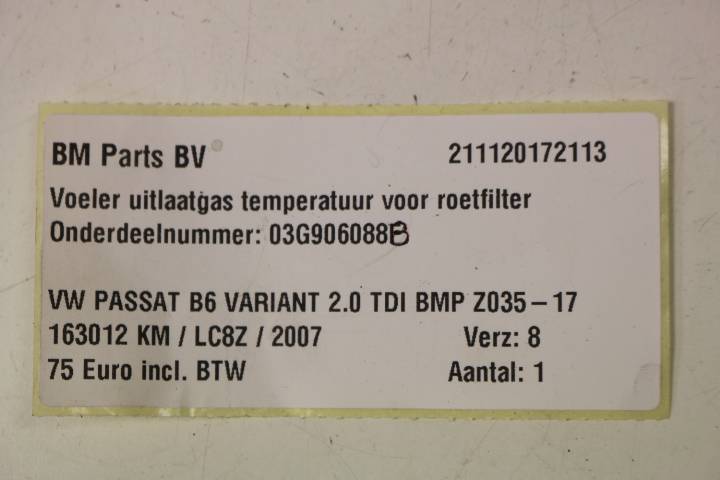 BM Parts BV 211120172113
Voeler uitlaatgas temperatuur voor roetfilter
Onderdeelnummer: 03G906088B
VW PASSAT B6 VARIANT 2.0 TDI BMP Z035-17
163012 KM / LC8Z / 2007 Verz: 8
75 Euro incl. BTW Aantal: 1